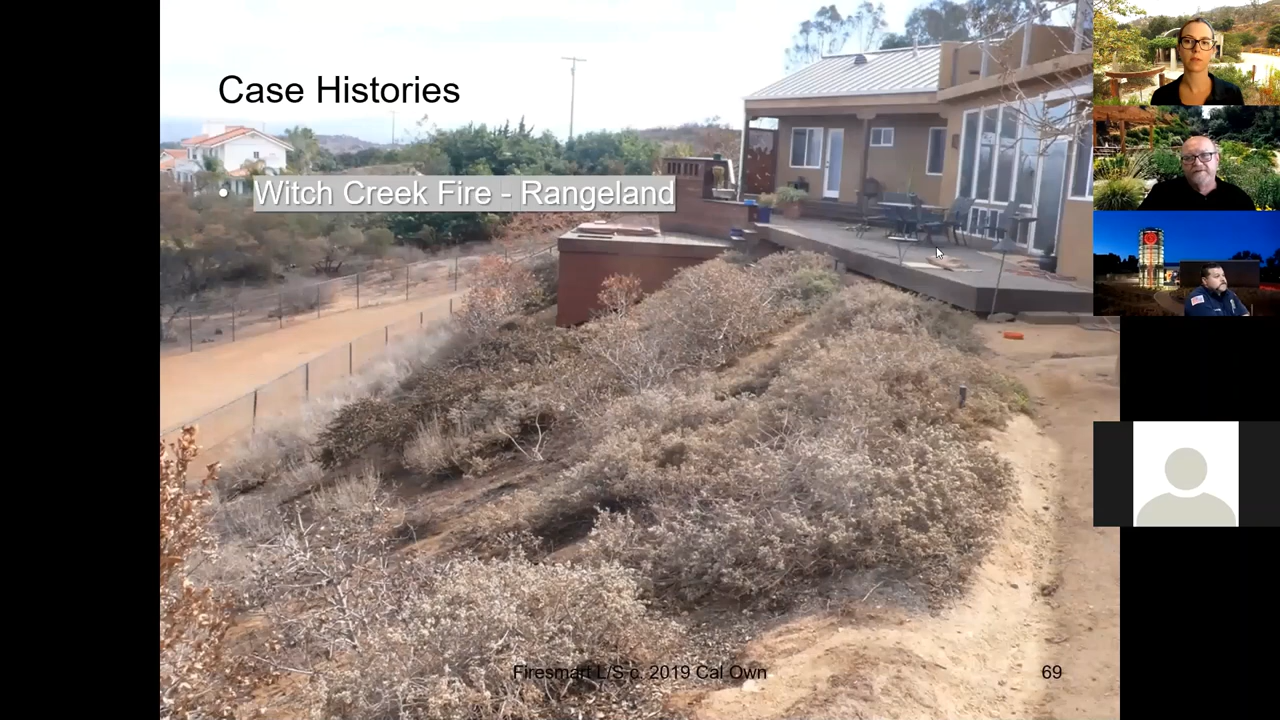 Case Histories
• Witch Creek Fire - Rangeland
Firesmart L/S c. 2019 Cal Own
69